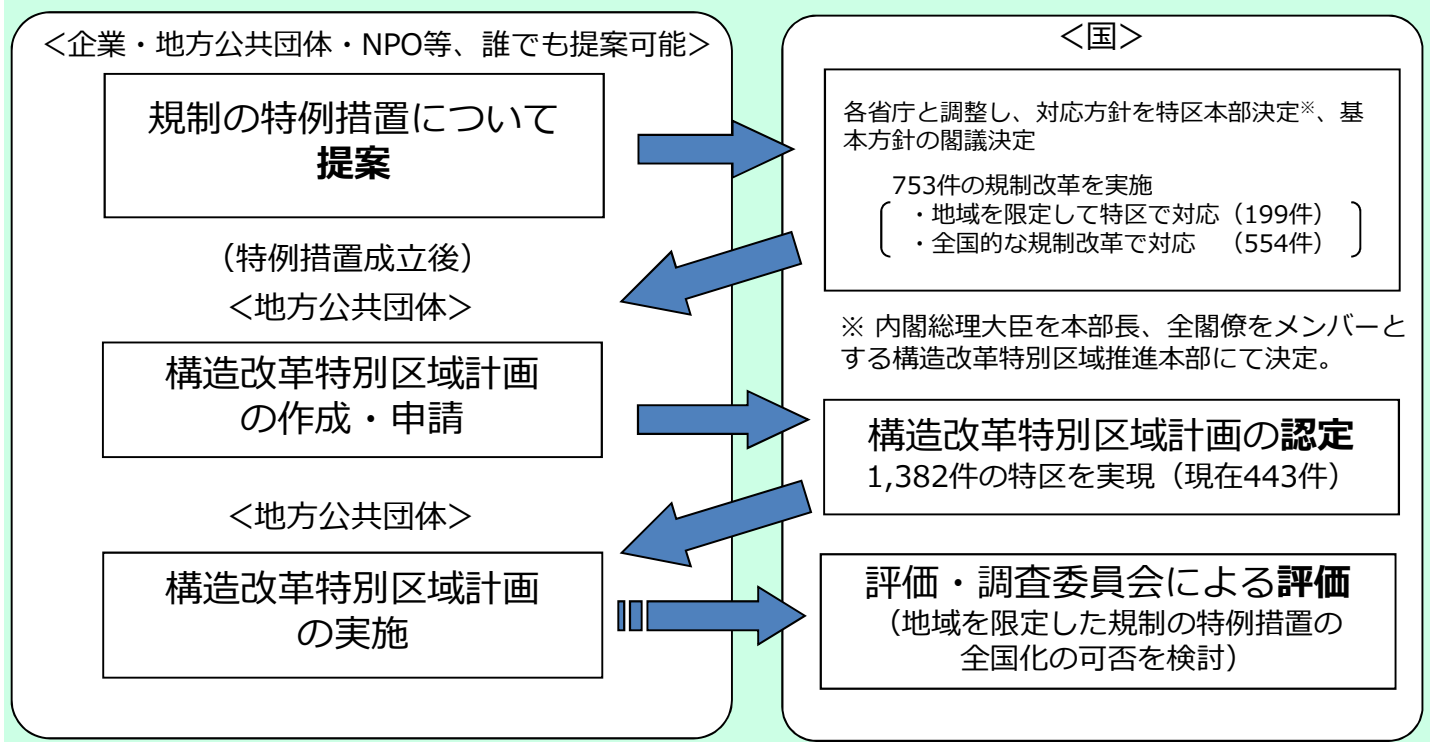 ＜企業・地方公共団体・NPO等、誰でも提案可能＞
規制の特例措置について
提案
（特例措置成立後）
＜地方公共団体＞
構造改革特別区域計画
の作成・申請
＜地方公共団体＞
構造改革特別区域計画
の実施
＜国＞
各省庁と調整し、対応方針を特区本部決定※、基
本方針の閣議決定
753件の規制改革を実施
・地域を限定して特区で対応（199件）
・全国的な規制改革で対応　（554件）
※ 内閣総理大臣を本部長、全閣僚をメンバーと
する構造改革特別区域推進本部にて決定。
構造改革特別区域計画の認定
1,382件の特区を実現（現在443件）
評価・調査委員会による評価
（地域を限定した規制の特例措置の
全国化の可否を検討）